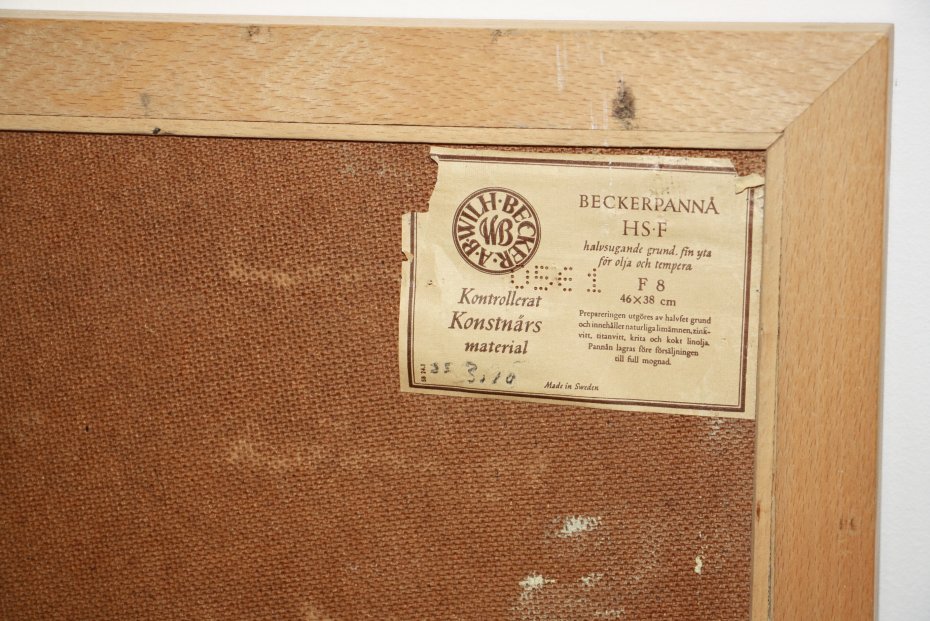 A·B·WILH·BECKER·
WB
Kontrollerat
Konstnärs
material
BECKERPANNÅ
HS·F
halvsugande grund, fin yta
för olja och tempera
F 8
46×38 cm
Prepareringen utgöres av halvfet grund
och innehåller naturliga limämnen, zink-
vitt, titanvitt, krita och kokt linolja.
Pannån lagras före försäljningen
till full mognad.
Made in Sweden